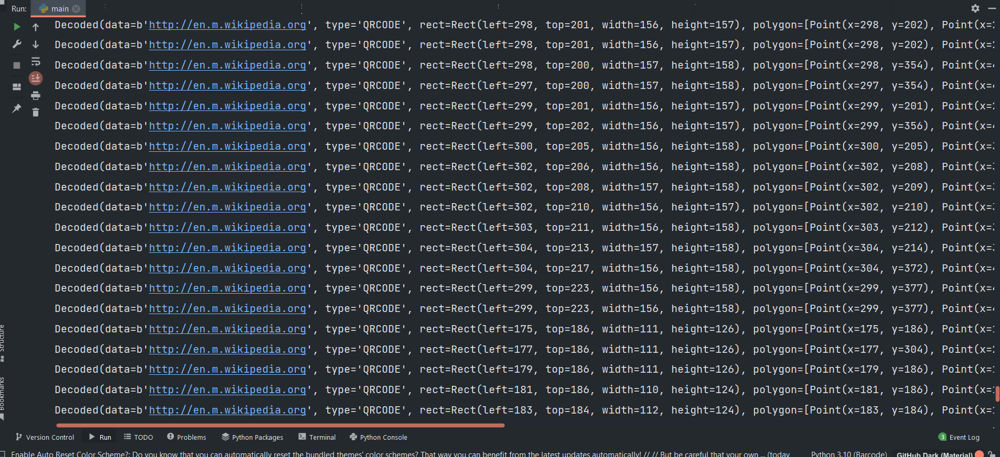 Run: main
Decoded(data=b'http://en.m.wikipedia.org', type='QRCODE', rect=Rect(left=298, top=201, width=156, height=157), polygon=[Point(x=298, y=202), Point(x=2
Decoded(data=b'http://en.m.wikipedia.org', type='QRCODE', rect=Rect(left=298, top=201, width=156, height=157), polygon=[Point(x=298, y=202), Point(x=2
Decoded(data=b'http://en.m.wikipedia.org', type='QRCODE', rect=Rect(left=298, top=200, width=157, height=158), polygon=[Point(x=298, y=354), Point(x=4
Decoded(data=b'http://en.m.wikipedia.org', type='QRCODE', rect=Rect(left=297, top=200, width=157, height=158), polygon=[Point(x=297, y=354), Point(x=4
Decoded(data=b'http://en.m.wikipedia.org', type='QRCODE', rect=Rect(left=299, top=201, width=156, height=157), polygon=[Point(x=299, y=201), Point(x=2
Decoded(data=b'http://en.m.wikipedia.org', type='QRCODE', rect=Rect(left=299, top=202, width=156, height=157), polygon=[Point(x=299, y=356), Point(x=4
Decoded(data=b'http://en.m.wikipedia.org', type='QRCODE', rect=Rect(left=300, top=205, width=156, height=158), polygon=[Point(x=300, y=205), Point(x=3
Decoded(data=b'http://en.m.wikipedia.org', type='QRCODE', rect=Rect(left=302, top=206, width=156, height=158), polygon=[Point(x=302, y=208), Point(x=3
Decoded(data=b'http://en.m.wikipedia.org', type='QRCODE', rect=Rect(left=302, top=208, width=157, height=158), polygon=[Point(x=302, y=209), Point(x=3
Decoded(data=b'http://en.m.wikipedia.org', type='QRCODE', rect=Rect(left=302, top=210, width=156, height=157), polygon=[Point(x=302, y=210), Point(x=3
Decoded(data=b'http://en.m.wikipedia.org', type='QRCODE', rect=Rect(left=303, top=211, width=156, height=158), polygon=[Point(x=303, y=212), Point(x=3
Decoded(data=b'http://en.m.wikipedia.org', type='QRCODE', rect=Rect(left=304, top=213, width=157, height=158), polygon=[Point(x=304, y=214), Point(x=3
Decoded(data=b'http://en.m.wikipedia.org', type='QRCODE', rect=Rect(left=304, top=217, width=156, height=158), polygon=[Point(x=304, y=372), Point(x=4
Decoded(data=b'http://en.m.wikipedia.org', type='QRCODE', rect=Rect(left=299, top=223, width=156, height=158), polygon=[Point(x=299, y=377), Point(x=4
Decoded(data=b'http://en.m.wikipedia.org', type='QRCODE', rect=Rect(left=299, top=223, width=156, height=158), polygon=[Point(x=299, y=377), Point(x=4
Decoded(data=b'http://en.m.wikipedia.org', type='QRCODE', rect=Rect(left=175, top=186, width=111, height=126), polygon=[Point(x=175, y=186), Point(x=1
Decoded(data=b'http://en.m.wikipedia.org', type='QRCODE', rect=Rect(left=177, top=186, width=111, height=126), polygon=[Point(x=177, y=304), Point(x=2
Decoded(data=b'http://en.m.wikipedia.org', type='QRCODE', rect=Rect(left=179, top=186, width=111, height=126), polygon=[Point(x=179, y=186), Point(x=1
Decoded(data=b'http://en.m.wikipedia.org', type='QRCODE', rect=Rect(left=181, top=186, width=110, height=124), polygon=[Point(x=181, y=186), Point(x=1
Decoded(data=b'http://en.m.wikipedia.org', type='QRCODE', rect=Rect(left=183, top=184, width=112, height=124), polygon=[Point(x=183, y=184), Point(x=1
Structure
Bookmarks
Version Control Run TODO Problems Python Packages Terminal Python Console 3 Event Log
Enable Auto Reset Color Scheme?: Do you know that you can automatically reset the bundled themes' color schemes? That way you can benefit from the latest updates automatically! // // But be careful that your own ... (today Python 3.10 (Barcode) GitHub Dark (Material)